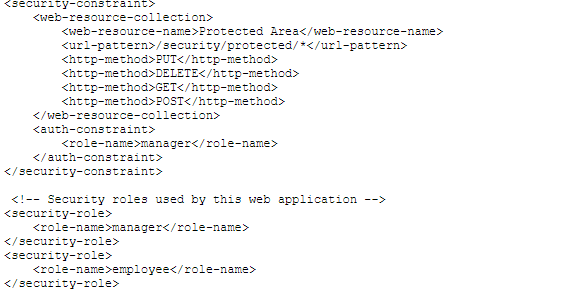 <security-constraint>
<web-resource-collection>
<web-resource-name>Protected Area</web-resource-name>
<url-pattern>/security/protected/*</url-pattern>
<http-method>PUT</http-method>
<http-method>DELETE</http-method>
<http-method>GET</http-method>
<http-method>POST</http-method>
</web-resource-collection>
<auth-constraint>
<role-name>manager</role-name>
</auth-constraint>
</security-constraint>
<!-- Security roles used by this web application -->
<security-role>
<role-name>manager</role-name>
</security-role>
<security-role>
<role-name>employee</role-name>
</security-role>